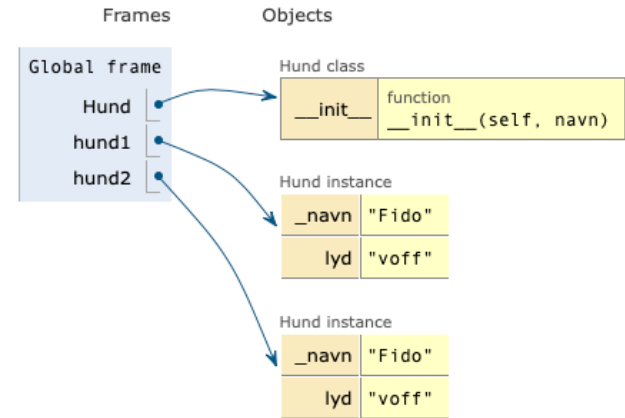 Frames Objects
Global frame
Hund
hund1
hund2
Hund class
__init__ function
__init__(self, navn)
Hund instance
_navn "Fido"
lyd "voff"
Hund instance
_navn "Fido"
lyd "voff"